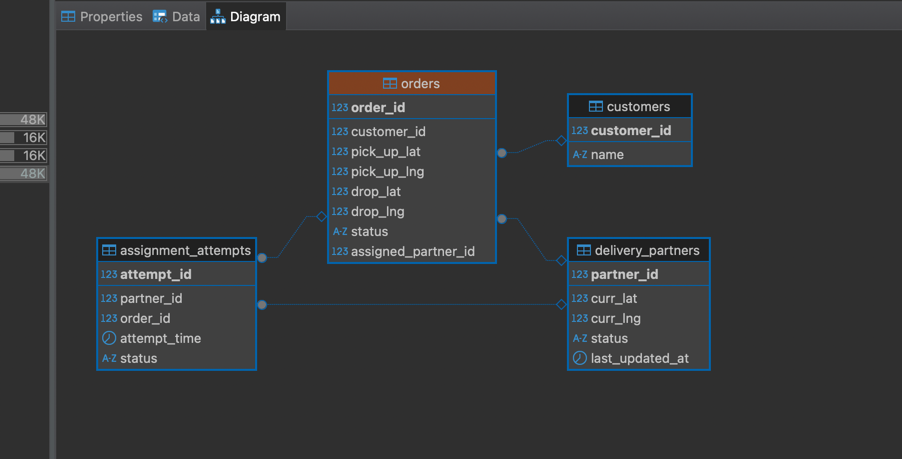 Properties Data Diagram
48K
16K
16K
48K
orders
123 order_id
123 customer_id
123 pick_up_lat
123 pick_up_lng
123 drop_lat
123 drop_lng
A-Z status
123 assigned_partner_id
customers
123 customer_id
A-Z name
assignment_attempts
123 attempt_id
123 partner_id
123 order_id
attempt_time
A-Z status
delivery_partners
123 partner_id
123 curr_lat
123 curr_lng
A-Z status
last_updated_at